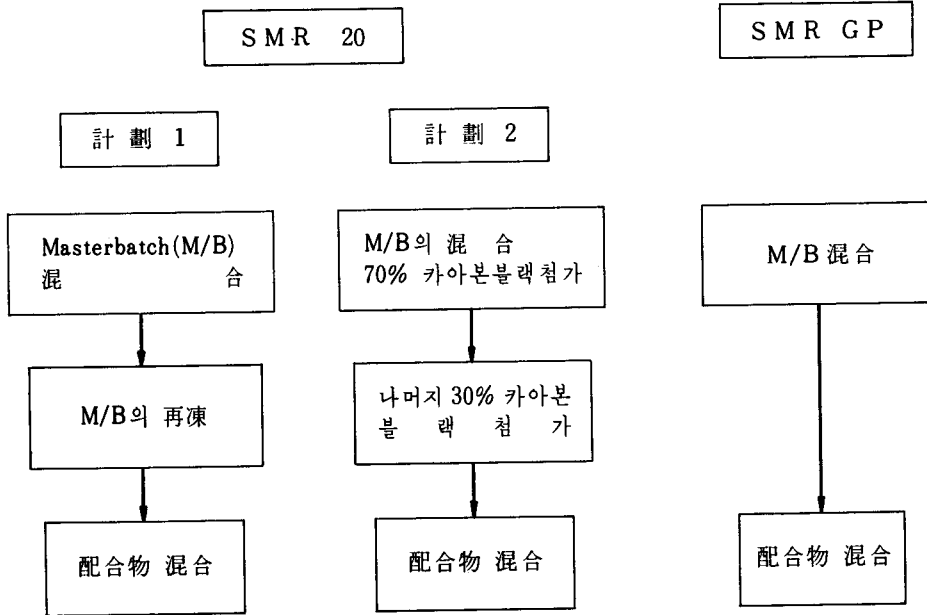 SMR 20
SMR GP
計劃 1
計劃 2
Masterbatch(M/B)
混 合
M/B의 混 合
70% 카아본블랙첨가
M/B混合
M/B의 再凍
나머지 30% 카아본
블 랙 첨 가
配合物 混合
配合物 混合
配合物 混合